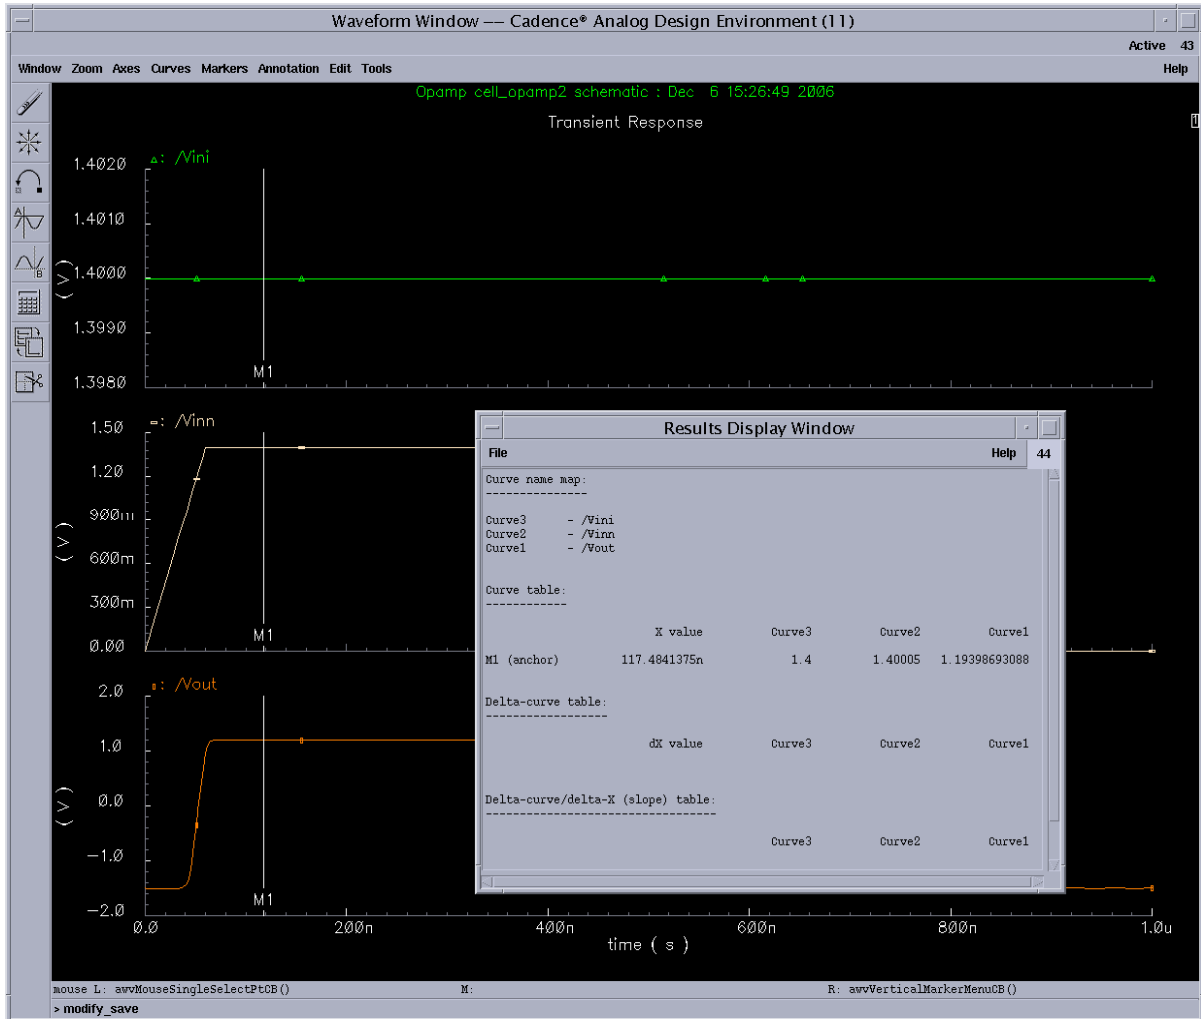 Waveform Window –– Cadence® Analog Design Environment (11)
Active 43
Window Zoom Axes Curves Markers Annotation Edit Tools Help
Opamp cell_opamp2 schematic : Dec 6 15:26:49 2006
Transient Response
1
: /Vini
1.4020
1.4010
1.4000
1.3990
1.3980
(V)
M1
: /Vinn
1.50
1.20
900m
600m
300m
0.00
(V)
M1
: /Vout
2.0
1.0
0.0
-1.0
-2.0
(V)
M1
0.0 200n 400n 600n 800n 1.0u
time ( s )
A
B
Results Display Window
File Help 44
Curve name map:
---------------
Curve3 - /Vini
Curve2 - /Vinn
Curve1 - /Vout
Curve table:
------------
X value Curve3 Curve2 Curve1
M1 (anchor) 117.4841375n 1.4 1.40005 1.19398693088
Delta-curve table:
------------------
dX value Curve3 Curve2 Curve1
Delta-curve/delta-X (slope) table:
----------------------------------
Curve3 Curve2 Curve1
mouse L: awvMouseSingleSelectPtCB() M: R: awvVerticalMarkerMenuCB()
> modify_save